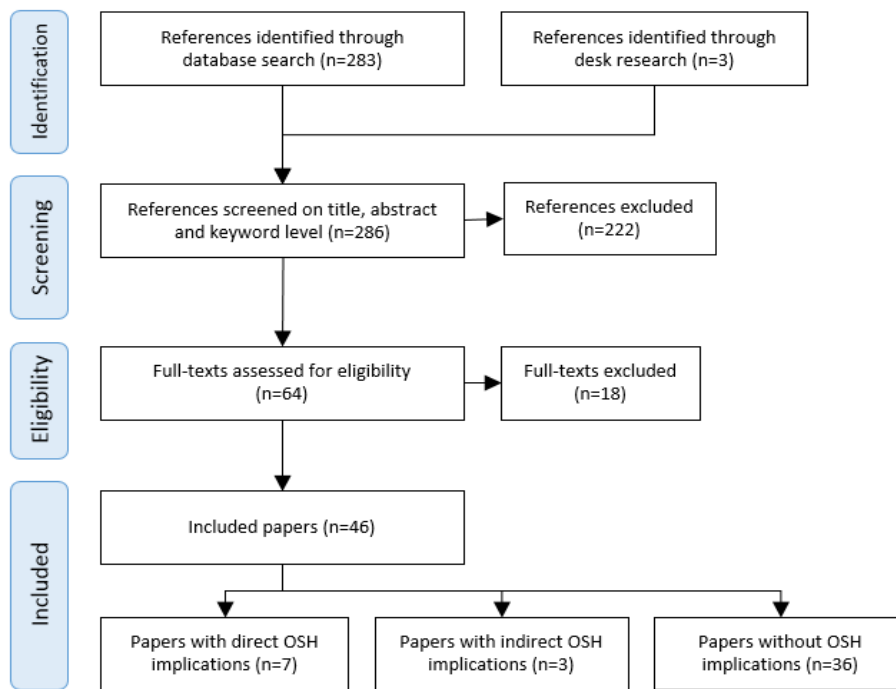 Identification
References identified through
database search (n=283)
References identified through
desk research (n=3)
Screening
References screened on title, abstract
and keyword level (n=286)
References excluded
(n=222)
Eligibility
Full-texts assessed for eligibility
(n=64)
Full-texts excluded
(n=18)
Included
Included papers (n=46)
Papers with direct OSH
implications (n=7)
Papers with indirect OSH
implications (n=3)
Papers without OSH
implications (n=36)